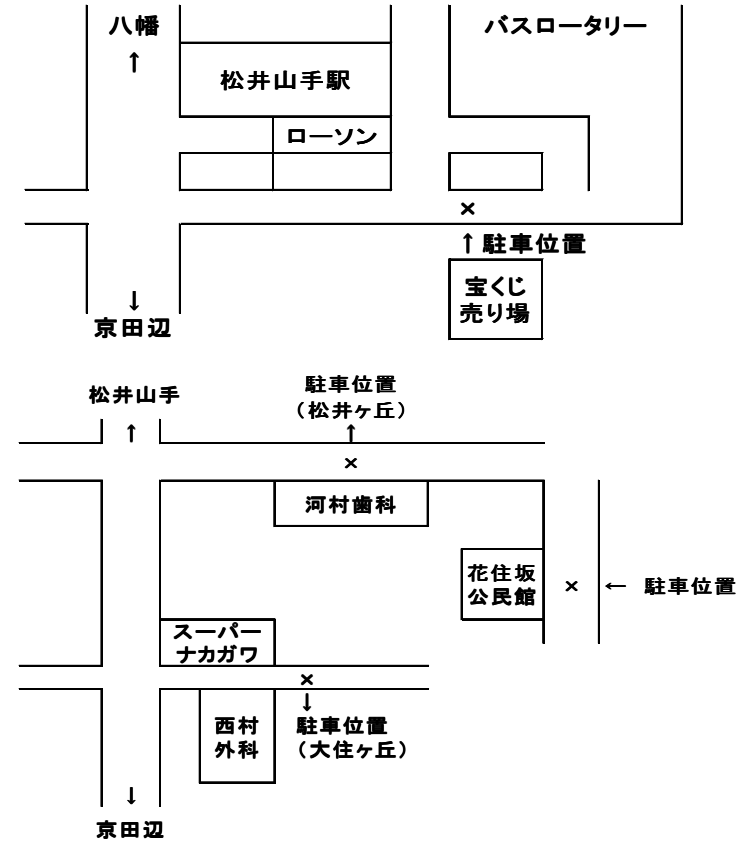 八幡
↑
バスロータリー
松井山手駅
ローソン
×
↑駐車位置
宝くじ
売り場
↓
京田辺
松井山手
↑
駐車位置
（松井ヶ丘）
↑
×
河村歯科
花住坂
公民館
×
← 駐車位置
スーパー
ナカガワ
×
↓
西村
外科
駐車位置
（大住ヶ丘）
↓
京田辺